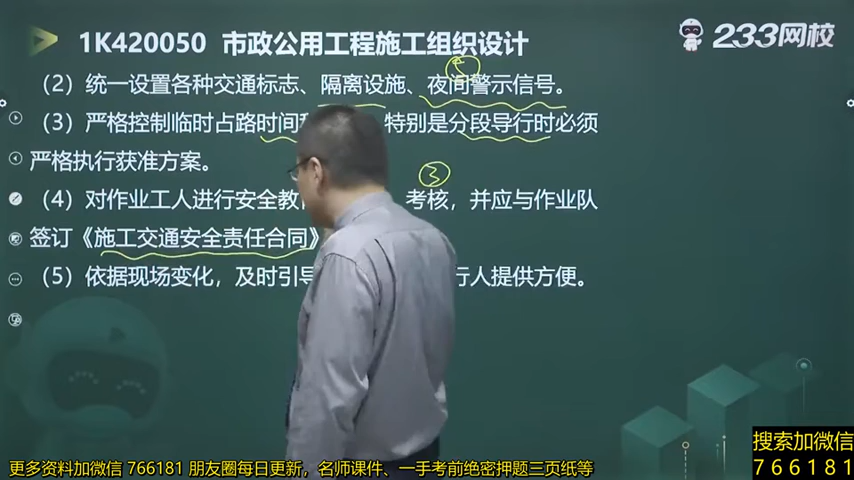 1K420050 市政公用工程施工组织设计
233网校
（2）统一设置各种交通标志、隔离设施、夜间警示信号。
（3）严格控制临时占路时间 特别是分段导行时必须
严格执行获准方案。
③
（4）对作业工人进行安全教 考核，并应与作业队
签订《施工交通安全责任合同》
（5）依据现场变化，及时引导 行人提供方便。
搜索加微信
766181
更多资料加微信 766181 朋友圈每日更新，名师课件、一手考前绝密押题三页纸等